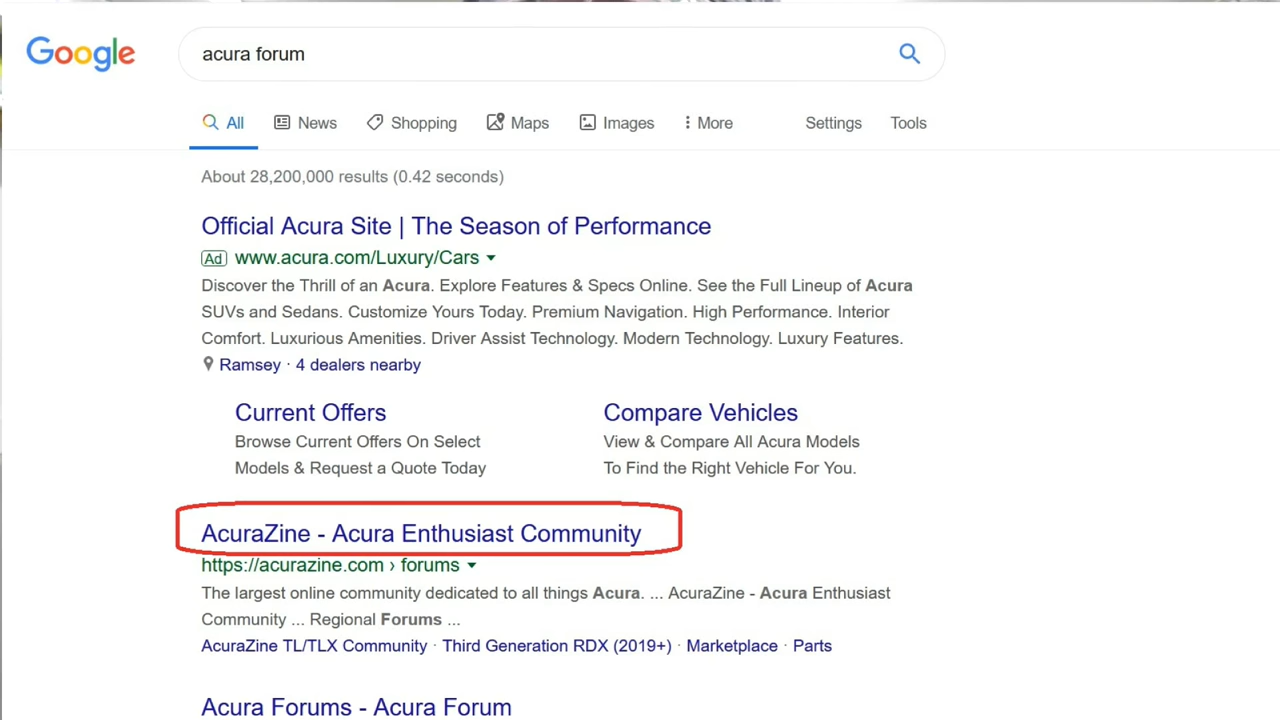 Google
acura forum
All News Shopping Maps Images More Settings Tools
About 28,200,000 results (0.42 seconds)
Official Acura Site | The Season of Performance
Ad www.acura.com/Luxury/Cars
Discover the Thrill of an Acura. Explore Features & Specs Online. See the Full Lineup of Acura
SUVs and Sedans. Customize Yours Today. Premium Navigation. High Performance. Interior
Comfort. Luxurious Amenities. Driver Assist Technology. Modern Technology. Luxury Features.
Ramsey · 4 dealers nearby
Current Offers
Browse Current Offers On Select
Models & Request a Quote Today
Compare Vehicles
View & Compare All Acura Models
To Find the Right Vehicle For You.
AcuraZine - Acura Enthusiast Community
https://acurazine.com › forums
The largest online community dedicated to all things Acura. ... AcuraZine - Acura Enthusiast
Community ... Regional Forums ...
AcuraZine TL/TLX Community · Third Generation RDX (2019+) · Marketplace · Parts
Acura Forums - Acura Forum